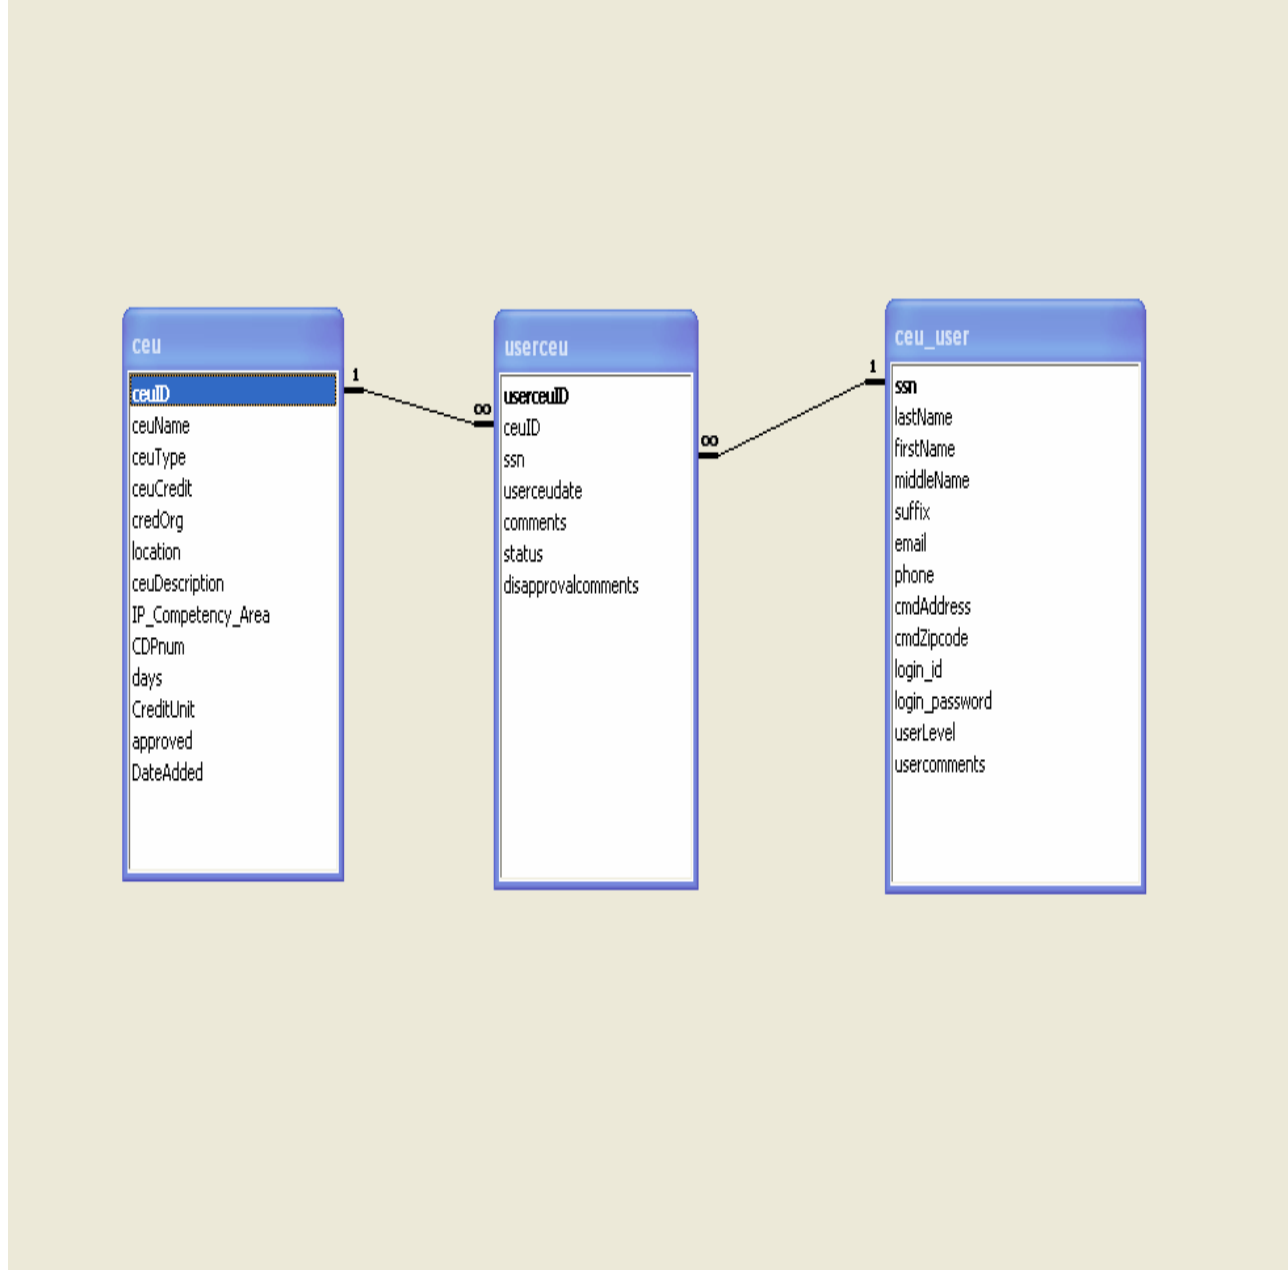 ceu
ceuID
ceuName
ceuType
ceuCredit
credOrg
location
ceuDescription
IP_Competency_Area
CDPnum
days
CreditUnit
approved
DateAdded
1
∞
userceu
userceuID
ceuID
ssn
userceudate
comments
status
disapprovalcomments
∞
1
ceu_user
ssn
lastName
firstName
middleName
suffix
email
phone
cmdAddress
cmdZipcode
login_id
login_password
userLevel
usercomments